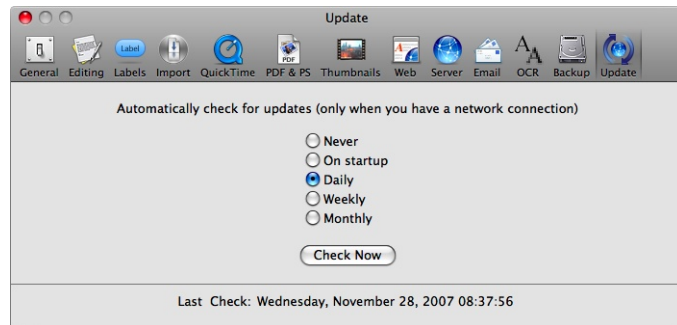 Update
General Editing Labels Import QuickTime PDF & PS Thumbnails Web Server Email OCR Backup Update
Label
PDF
Automatically check for updates (only when you have a network connection)
Never
On startup
Daily
Weekly
Monthly
Check Now
Last Check: Wednesday, November 28, 2007 08:37:56